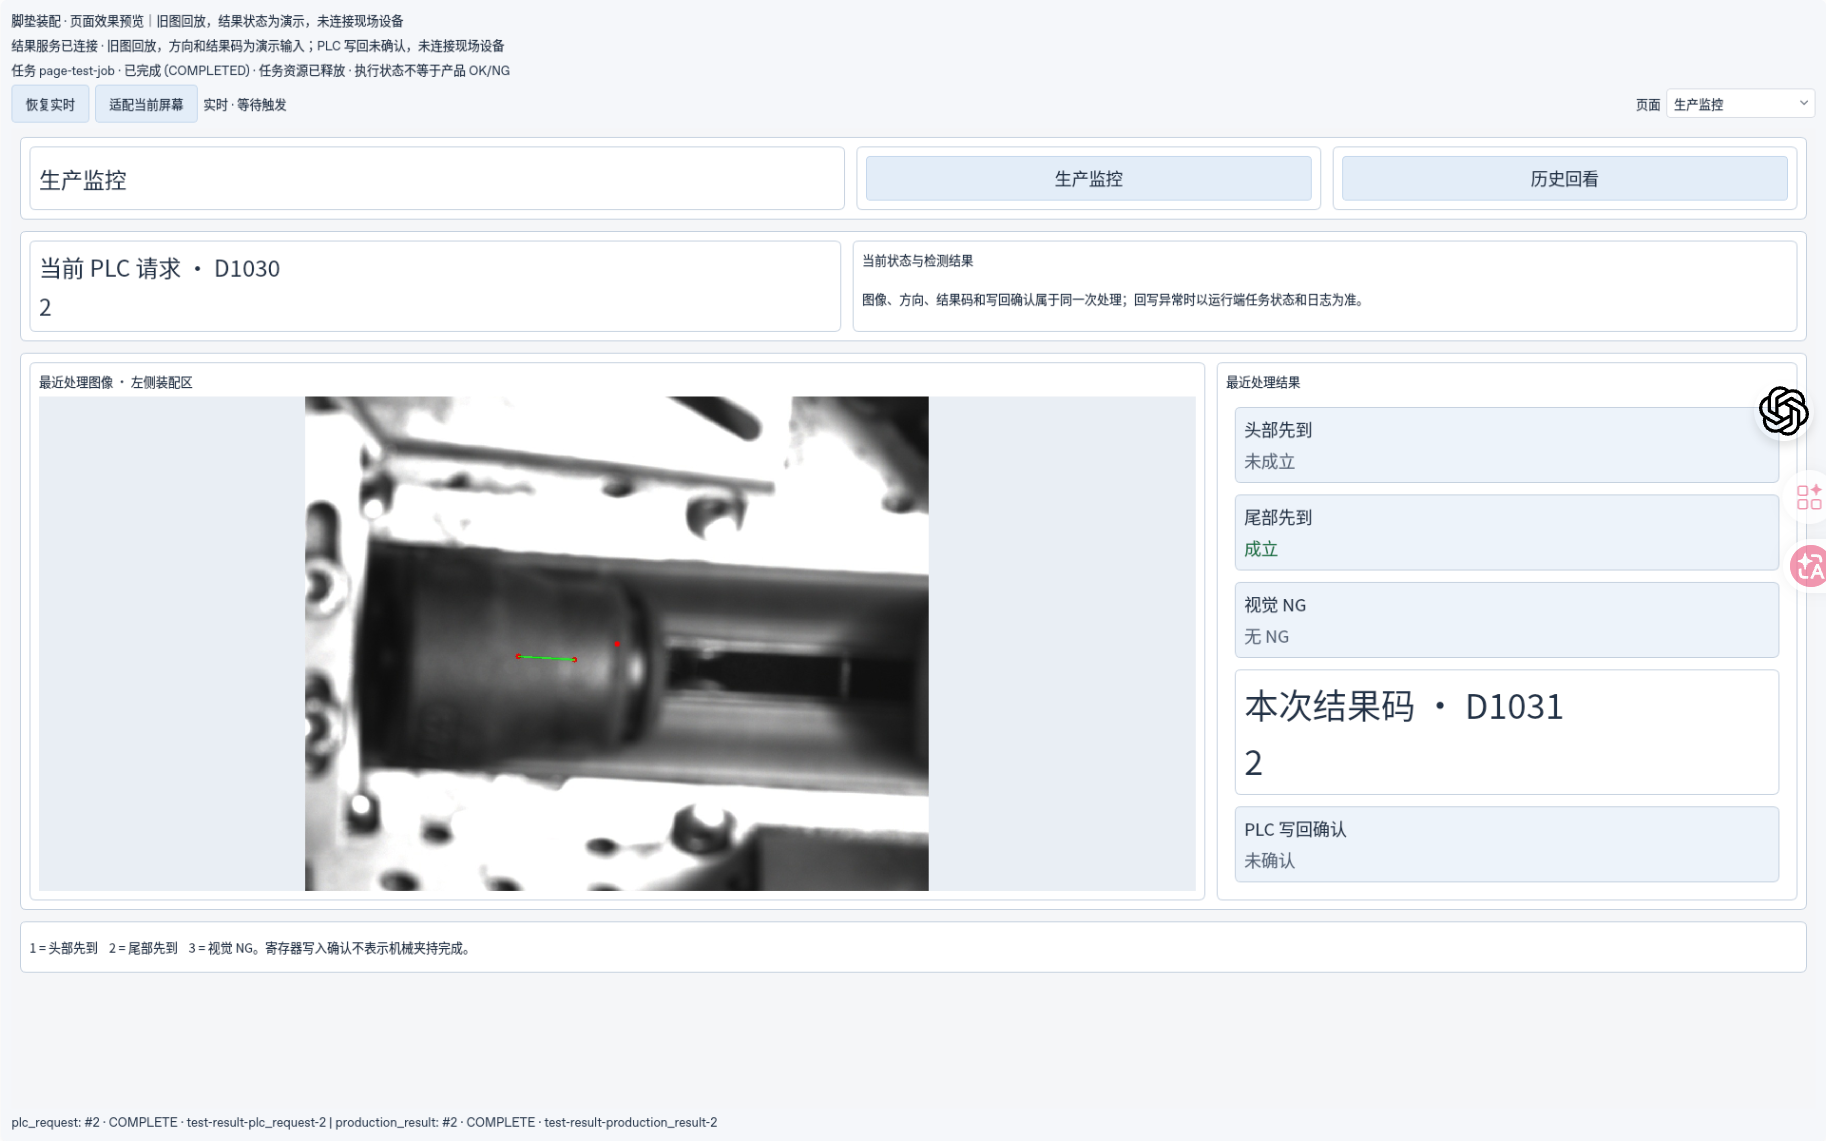 脚垫装配 · 页面效果预览｜旧图回放，结果状态为演示，未连接现场设备
结果服务已连接 · 旧图回放，方向和结果码为演示输入；PLC 写回未确认，未连接现场设备
任务 page-test-job · 已完成 (COMPLETED) · 任务资源已释放 · 执行状态不等于产品 OK/NG
恢复实时 适配当前屏幕 实时 · 等待触发 页面 生产监控
生产监控 生产监控 历史回看
当前 PLC 请求 · D1030
2
当前状态与检测结果
图像、方向、结果码和写回确认属于同一次处理；回写异常时以运行端任务状态和日志为准。
最近处理图像 · 左侧装配区
最近处理结果
头部先到
未成立
尾部先到
成立
视觉 NG
无 NG
本次结果码 · D1031
2
PLC 写回确认
未确认
1 = 头部先到 2 = 尾部先到 3 = 视觉 NG。寄存器写入确认不表示机械夹持完成。
plc_request: #2 · COMPLETE · test-result-plc_request-2 | production_result: #2 · COMPLETE · test-result-production_result-2